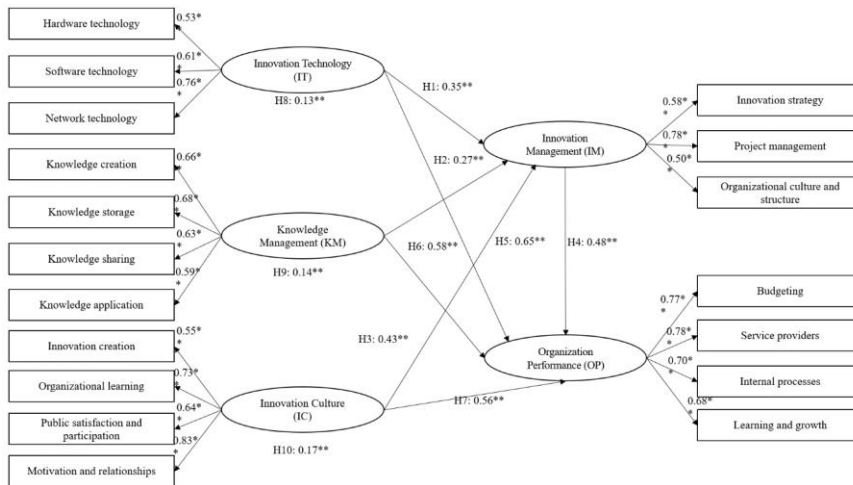 Hardware technology
0.53*
*
Software technology
0.61*
*
Network technology
0.76*
*
Innovation Technology
(IT)
H8: 0.13**
Knowledge creation
0.66*
*
Knowledge storage
0.68*
*
Knowledge sharing
0.63*
*
Knowledge application
0.59*
*
Knowledge
Management (KM)
H9: 0.14**
Innovation creation
0.55*
*
Organizational learning
0.73*
*
Public satisfaction and
participation
0.64*
*
Motivation and relationships
0.83*
*
Innovation Culture
(IC)
H10: 0.17**
H1: 0.35**
H2: 0.27**
H5: 0.65**
H6: 0.58**
H4: 0.48**
H3: 0.43**
H7: 0.56**
Innovation
Management (IM)
0.58*
*
Innovation strategy
0.78*
*
Project management
0.50*
*
Organizational culture and
structure
Organization
Performance (OP)
0.77*
*
Budgeting
0.78*
*
Service providers
0.70*
*
Internal processes
0.68*
*
Learning and growth